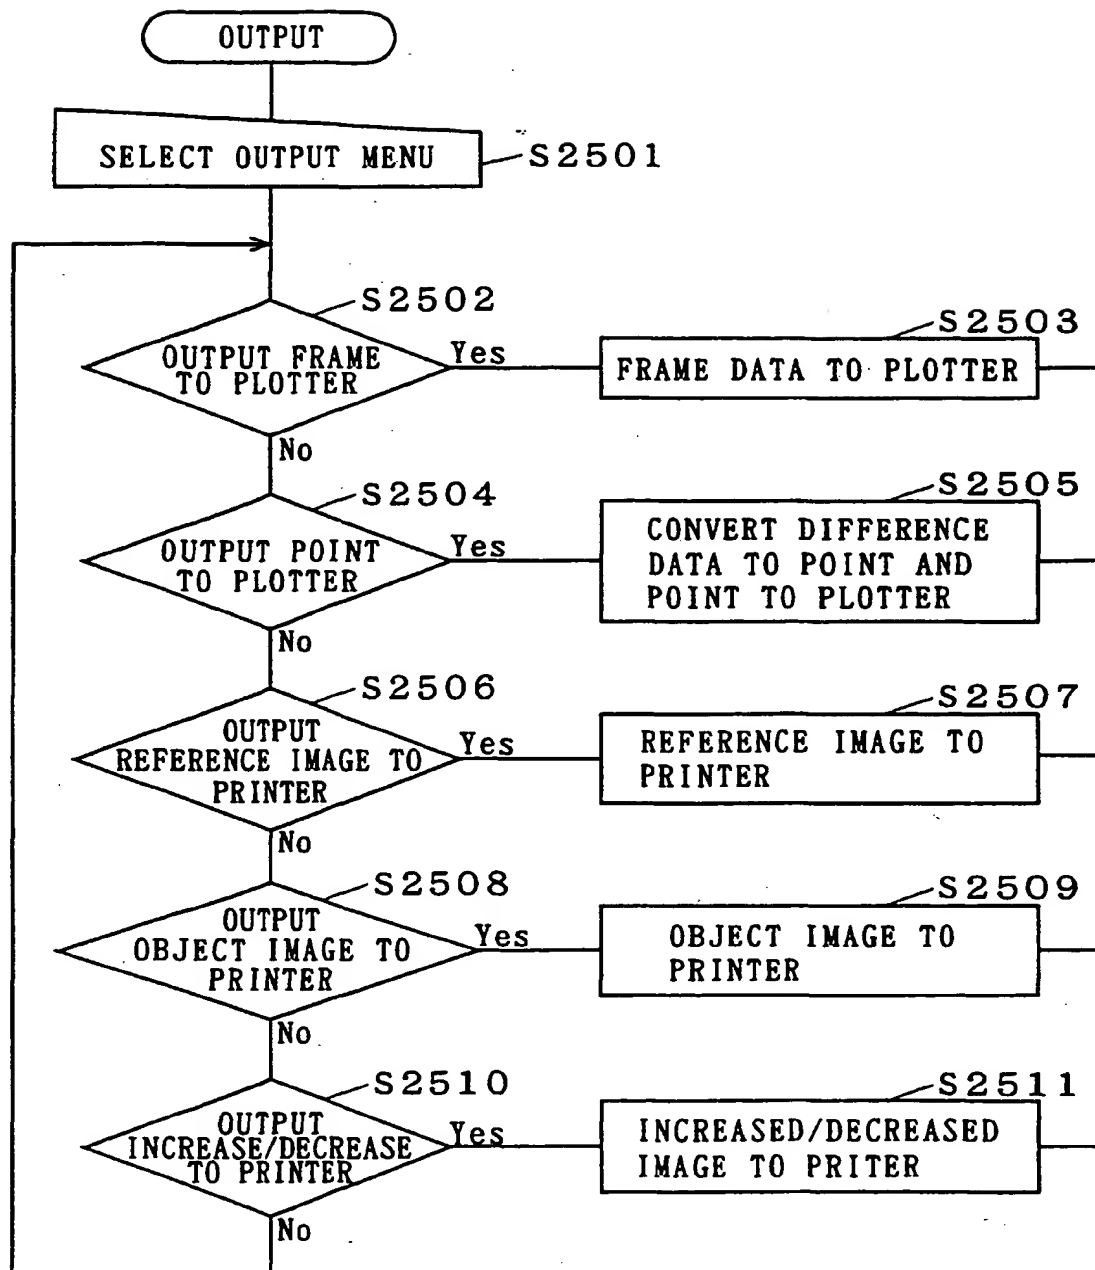 OUTPUT
SELECT OUTPUT MENU
S2501
S2502
OUTPUT FRAME
TO PLOTTER
Yes
S2503
FRAME DATA TO PLOTTER
No
S2504
OUTPUT POINT
TO PLOTTER
Yes
S2505
CONVERT DIFFERENCE
DATA TO POINT AND
POINT TO PLOTTER
No
S2506
OUTPUT
REFERENCE IMAGE TO
PRINTER
Yes
S2507
REFERENCE IMAGE TO
PRINTER
No
S2508
OUTPUT
OBJECT IMAGE TO
PRINTER
Yes
S2509
OBJECT IMAGE TO
PRINTER
No
S2510
OUTPUT
INCREASE/DECREASE
TO PRINTER
Yes
S2511
INCREASED/DECREASED
IMAGE TO PRITER
No